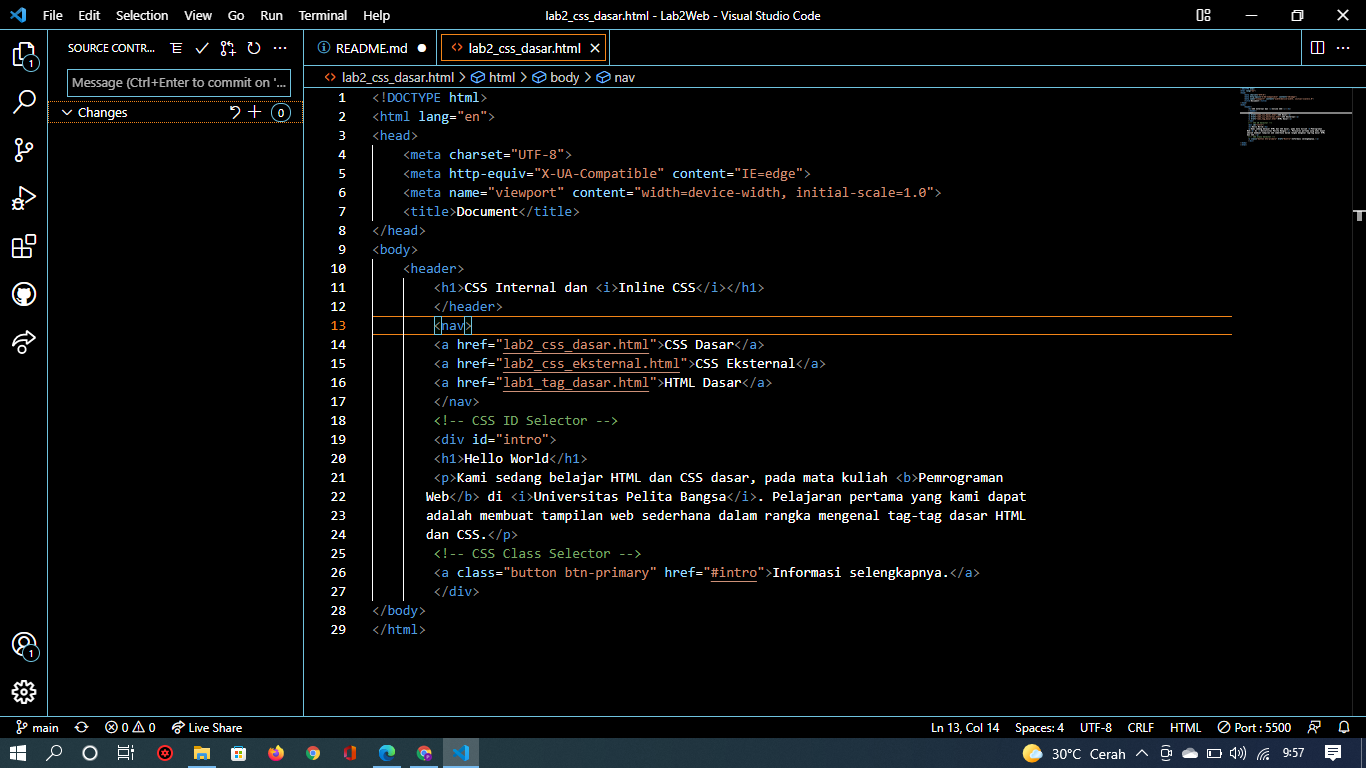 File Edit Selection View Go Run Terminal Help lab2_css_dasar.html - Lab2Web - Visual Studio Code
SOURCE CONTR...
README.md
lab2_css_dasar.html
1
Message (Ctrl+Enter to commit on '...
lab2_css_dasar.html > html > body > nav
Changes 0
1 <!DOCTYPE html>
2 <html lang="en">
3 <head>
4 <meta charset="UTF-8">
5 <meta http-equiv="X-UA-Compatible" content="IE=edge">
6 <meta name="viewport" content="width=device-width, initial-scale=1.0">
7 <title>Document</title>
8 </head>
9 <body>
10 <header>
11 <h1>CSS Internal dan <i>Inline CSS</i></h1>
12 </header>
13 <nav>
14 <a href="lab2_css_dasar.html">CSS Dasar</a>
15 <a href="lab2_css_eksternal.html">CSS Eksternal</a>
16 <a href="lab1_tag_dasar.html">HTML Dasar</a>
17 </nav>
18 <!-- CSS ID Selector -->
19 <div id="intro">
20 <h1>Hello World</h1>
21 <p>Kami sedang belajar HTML dan CSS dasar, pada mata kuliah <b>Pemrograman
22 Web</b> di <i>Universitas Pelita Bangsa</i>. Pelajaran pertama yang kami dapat
23 adalah membuat tampilan web sederhana dalam rangka mengenal tag-tag dasar HTML
24 dan CSS.</p>
25 <!-- CSS Class Selector -->
26 <a class="button btn-primary" href="#intro">Informasi selengkapnya.</a>
27 </div>
28 </body>
29 </html>
1
main 0 0 Live Share Ln 13, Col 14 Spaces: 4 UTF-8 CRLF HTML Port : 5500
30°C Cerah 9:57